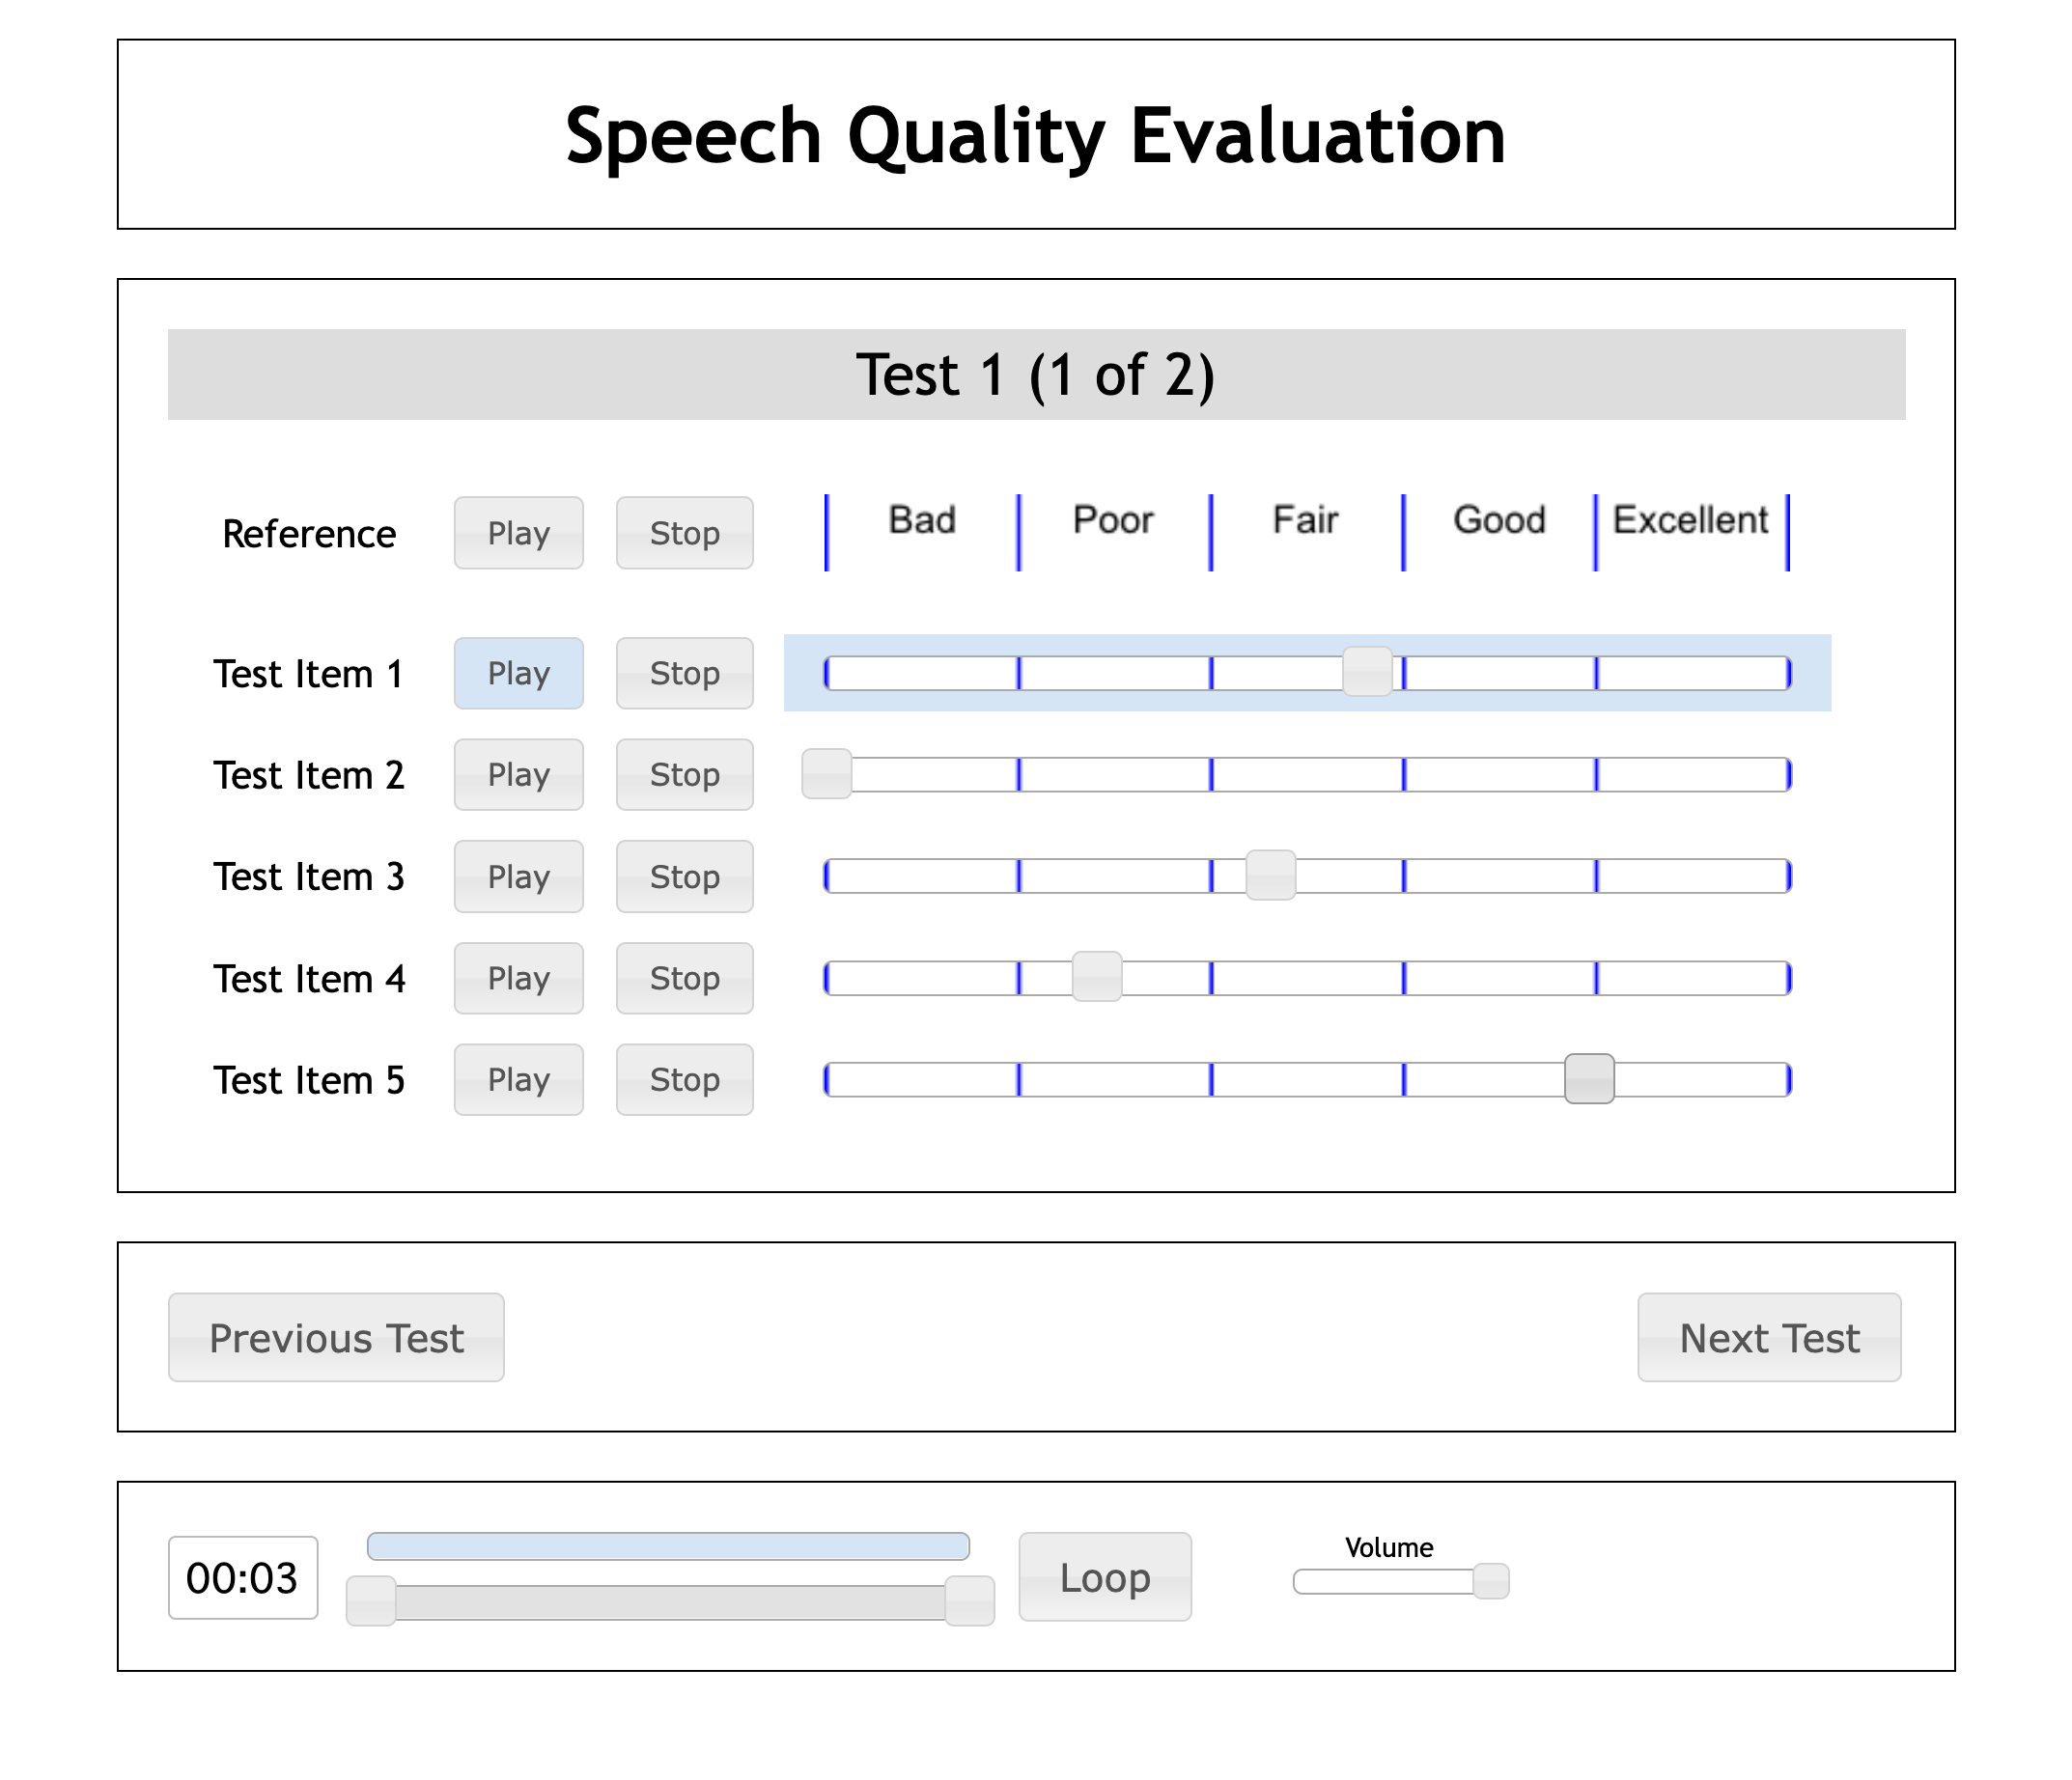 Speech Quality Evaluation
Test 1 (1 of 2)
Reference Play Stop Bad Poor Fair Good Excellent
Test Item 1 Play Stop
Test Item 2 Play Stop
Test Item 3 Play Stop
Test Item 4 Play Stop
Test Item 5 Play Stop
Previous Test Next Test
Volume
00:03 Loop